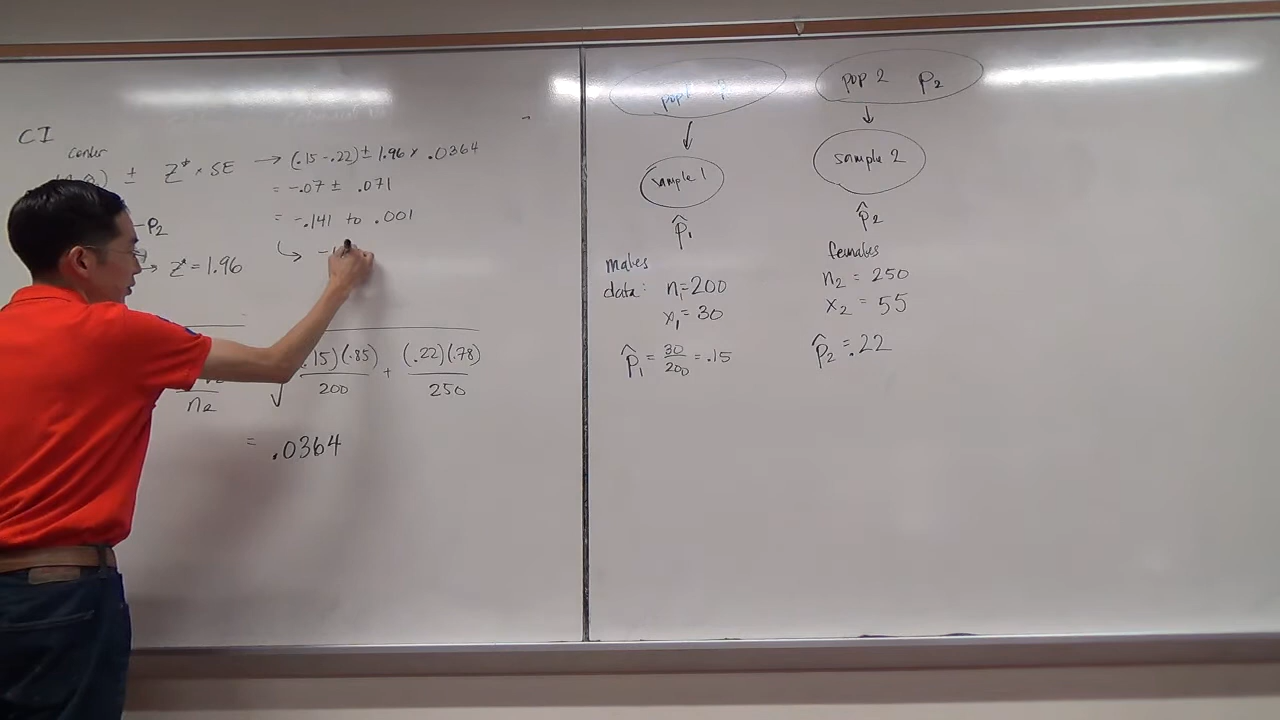 CI
center
± Z* × SE → (.15 - .22) ± 1.96 × .0364
= -.07 ± .071
= -.141 to .001
-P2
→ Z* = 1.96
n2
√ (.15)(.85)/200 + (.22)(.78)/250
= .0364
pop 2 P2
sample 1
sample 2
p̂1
p̂2
males
data: n1=200
x1 = 30
p̂1 = 30/200 = .15
females
n2 = 250
x2 = 55
p̂2 = .22